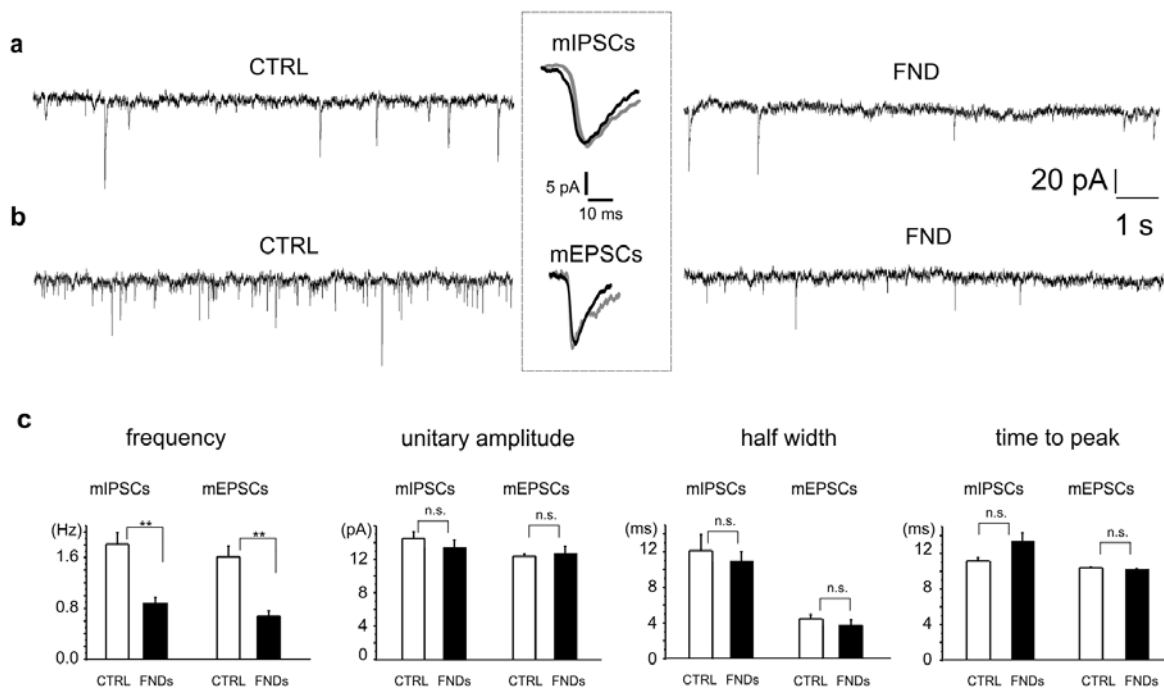 a
CTRL
mIPSCs
FND
5 pA
10 ms
20 pA
1 s
b
CTRL
mEPSCs
FND
c
frequency
unitary amplitude
half width
time to peak
mIPSCs
mEPSCs
mIPSCs
mEPSCs
mIPSCs
mEPSCs
mIPSCs
mEPSCs
(Hz)
1.6
0.8
0.0
**
**
CTRL FNDs
CTRL FNDs
(pA)
12
8
4
0
n.s.
n.s.
CTRL FNDs
CTRL FNDs
(ms)
12
8
4
0
n.s.
n.s.
CTRL FNDs
CTRL FNDs
(ms)
12
8
4
0
n.s.
n.s.
CTRL FNDs
CTRL FNDs